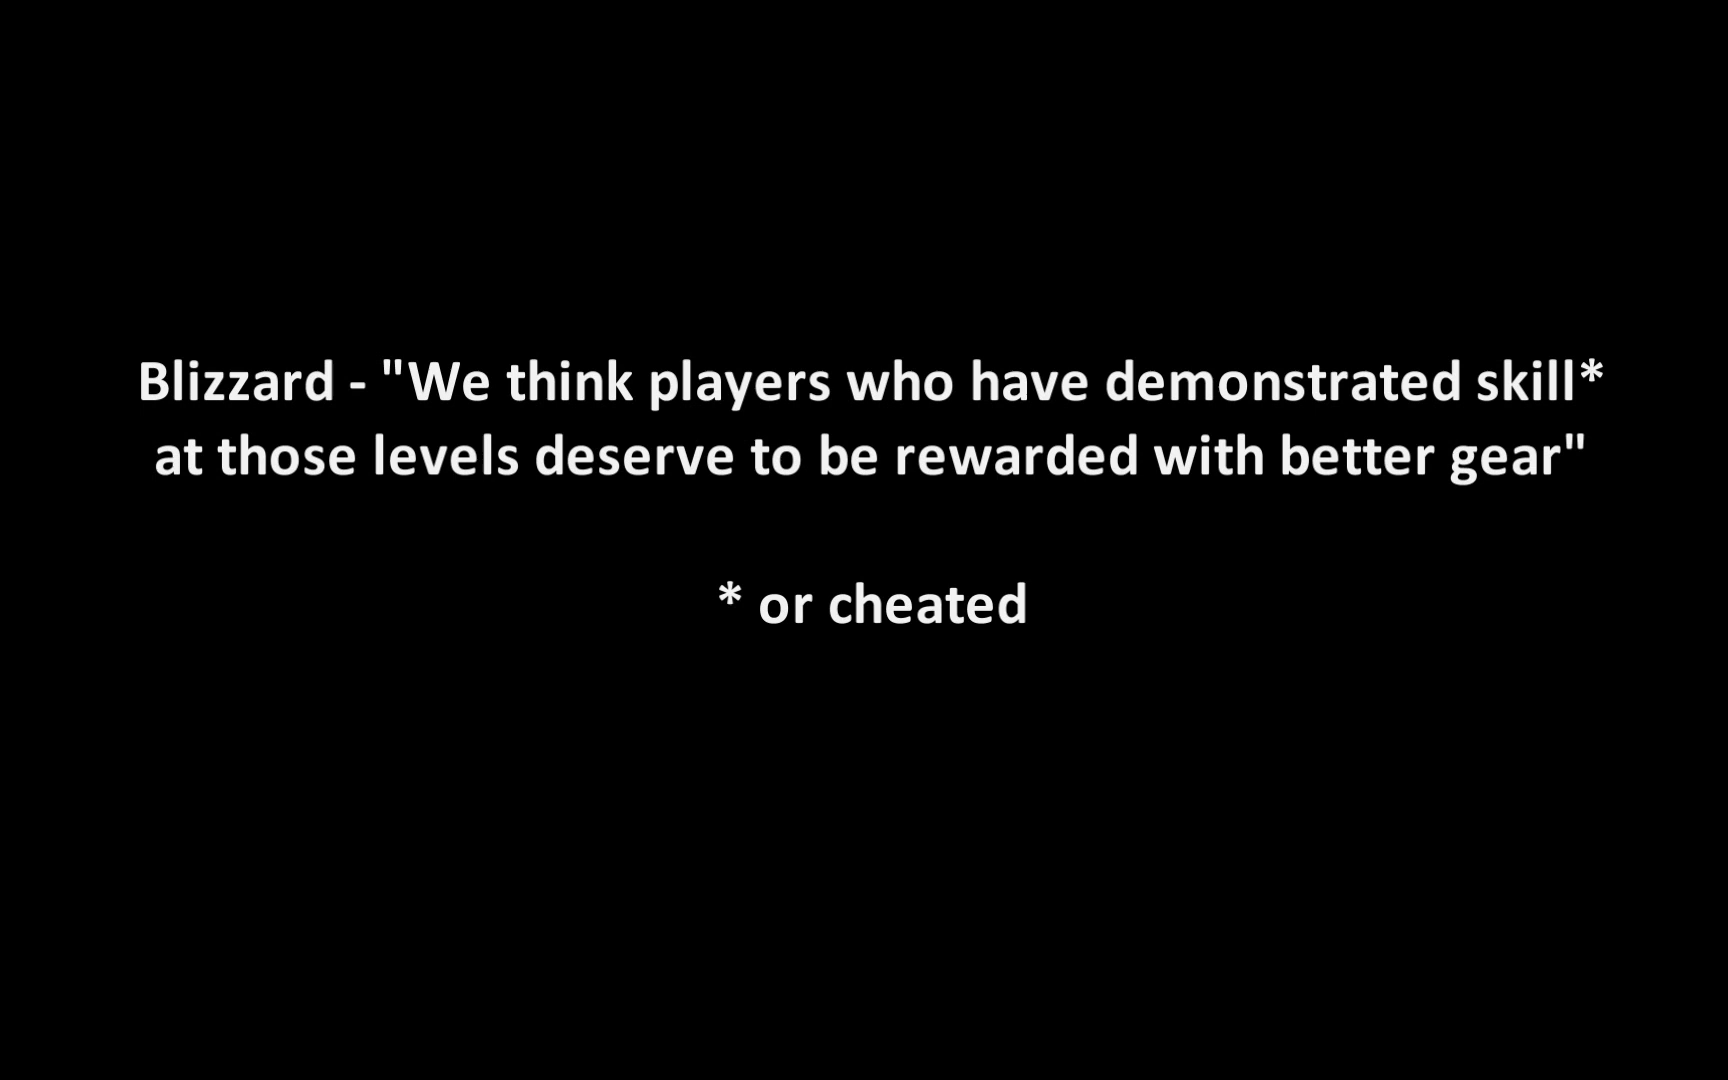 Blizzard - "We think players who have demonstrated skill*
at those levels deserve to be rewarded with better gear"
* or cheated